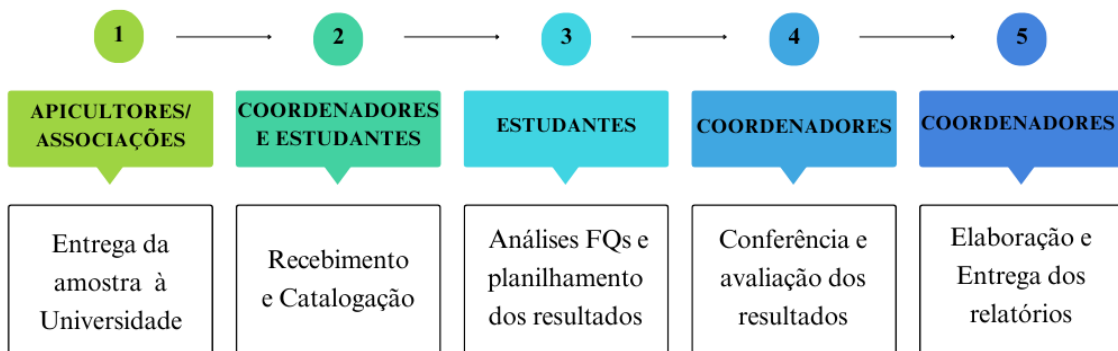 1
2
3
4
5
APICULTORES/
ASSOCIAÇÕES
COORDENADORES
E ESTUDANTES
ESTUDANTES
COORDENADORES
COORDENADORES
Entrega da
amostra à
Universidade
Recebimento
e Catalogação
Análises FQs e
planilhamento
dos resultados
Conferência e
avaliação dos
resultados
Elaboração e
Entrega dos
relatórios